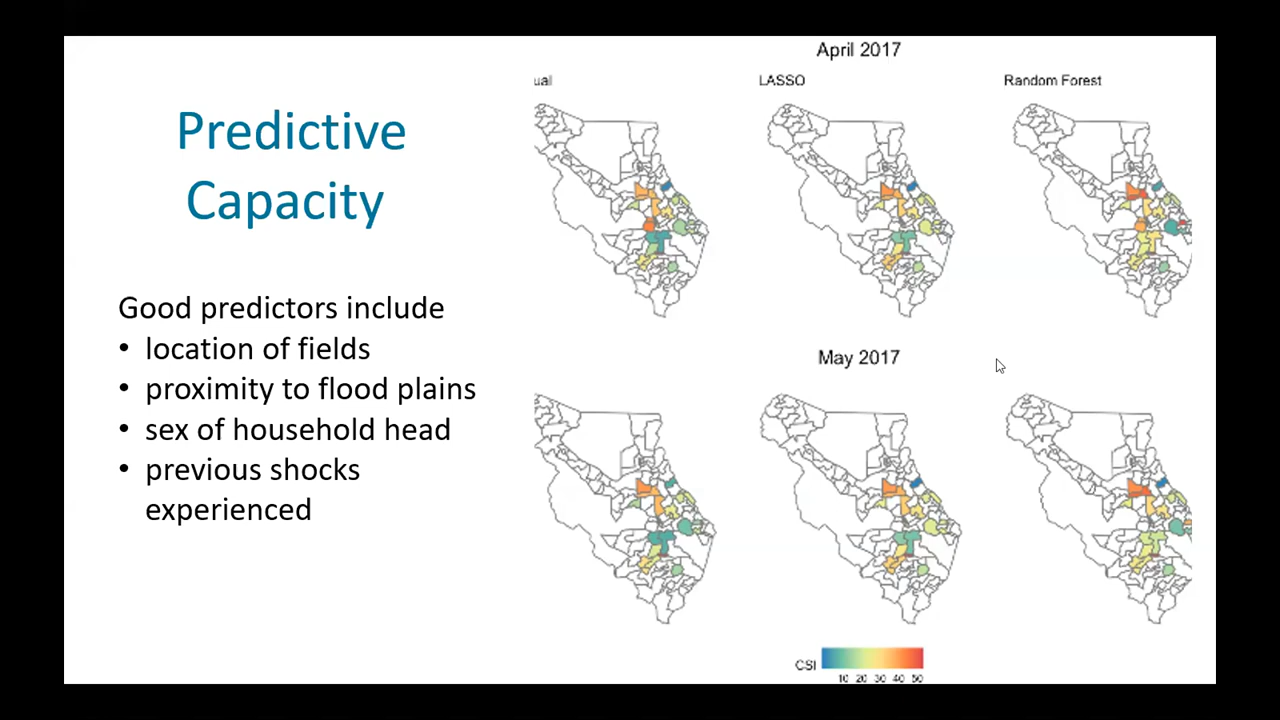 Predictive
Capacity
Good predictors include
• location of fields
• proximity to flood plains
• sex of household head
• previous shocks
experienced
April 2017
ual
LASSO
Random Forest
May 2017
CSI
10 20 30 40 50